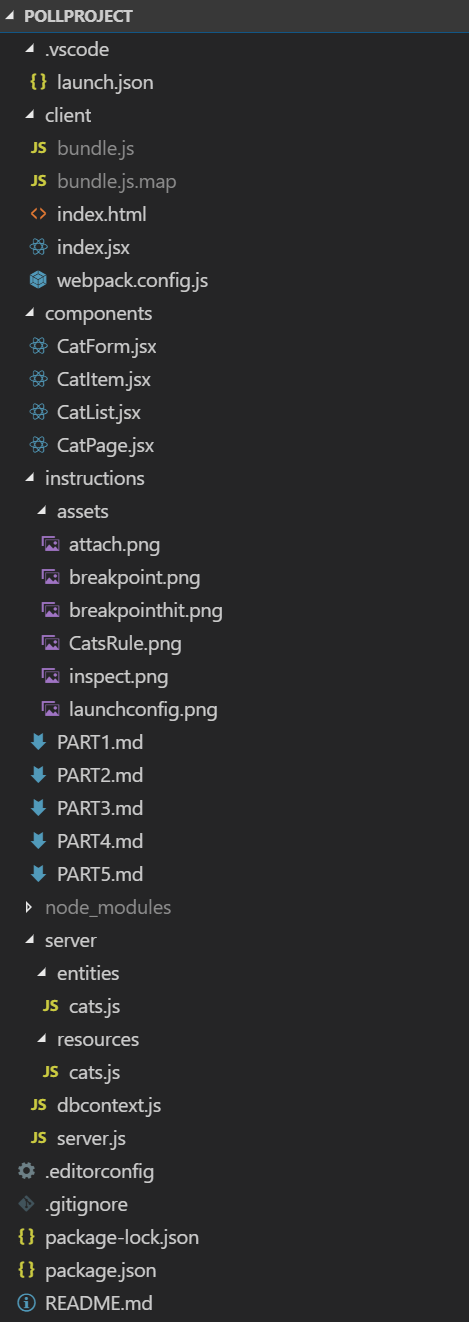 POLLPROJECT
.vscode
{} launch.json
client
JS bundle.js
JS bundle.js.map
<> index.html
index.jsx
webpack.config.js
components
CatForm.jsx
CatItem.jsx
CatList.jsx
CatPage.jsx
instructions
assets
attach.png
breakpoint.png
breakpointhit.png
CatsRule.png
inspect.png
launchconfig.png
PART1.md
PART2.md
PART3.md
PART4.md
PART5.md
node_modules
server
entities
JS cats.js
resources
JS cats.js
JS dbcontext.js
JS server.js
.editorconfig
.gitignore
{} package-lock.json
{} package.json
README.md